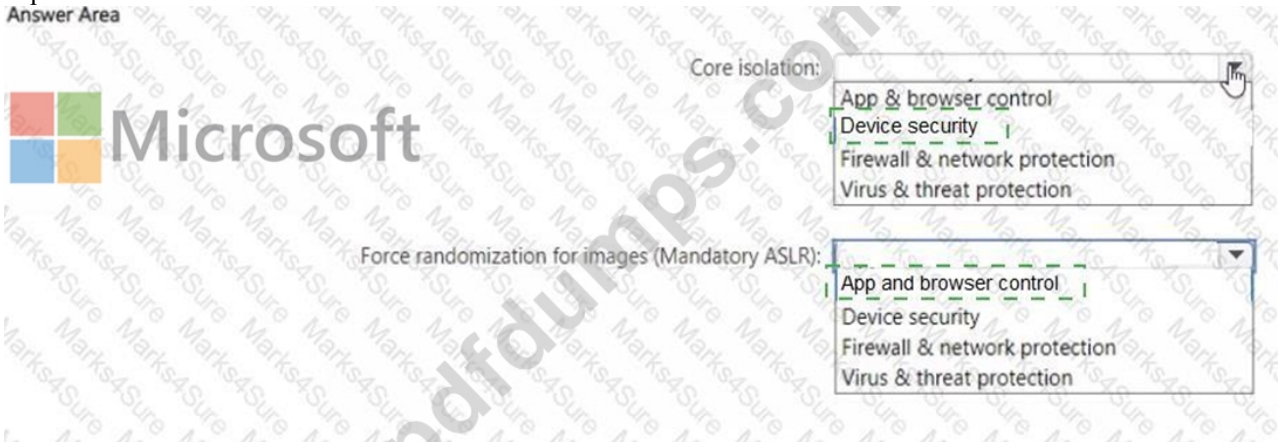 Answer Area
Core isolation:
App & browser control
Device security
Firewall & network protection
Virus & threat protection
Microsoft
Force randomization for images (Mandatory ASLR):
App and browser control
Device security
Firewall & network protection
Virus & threat protection